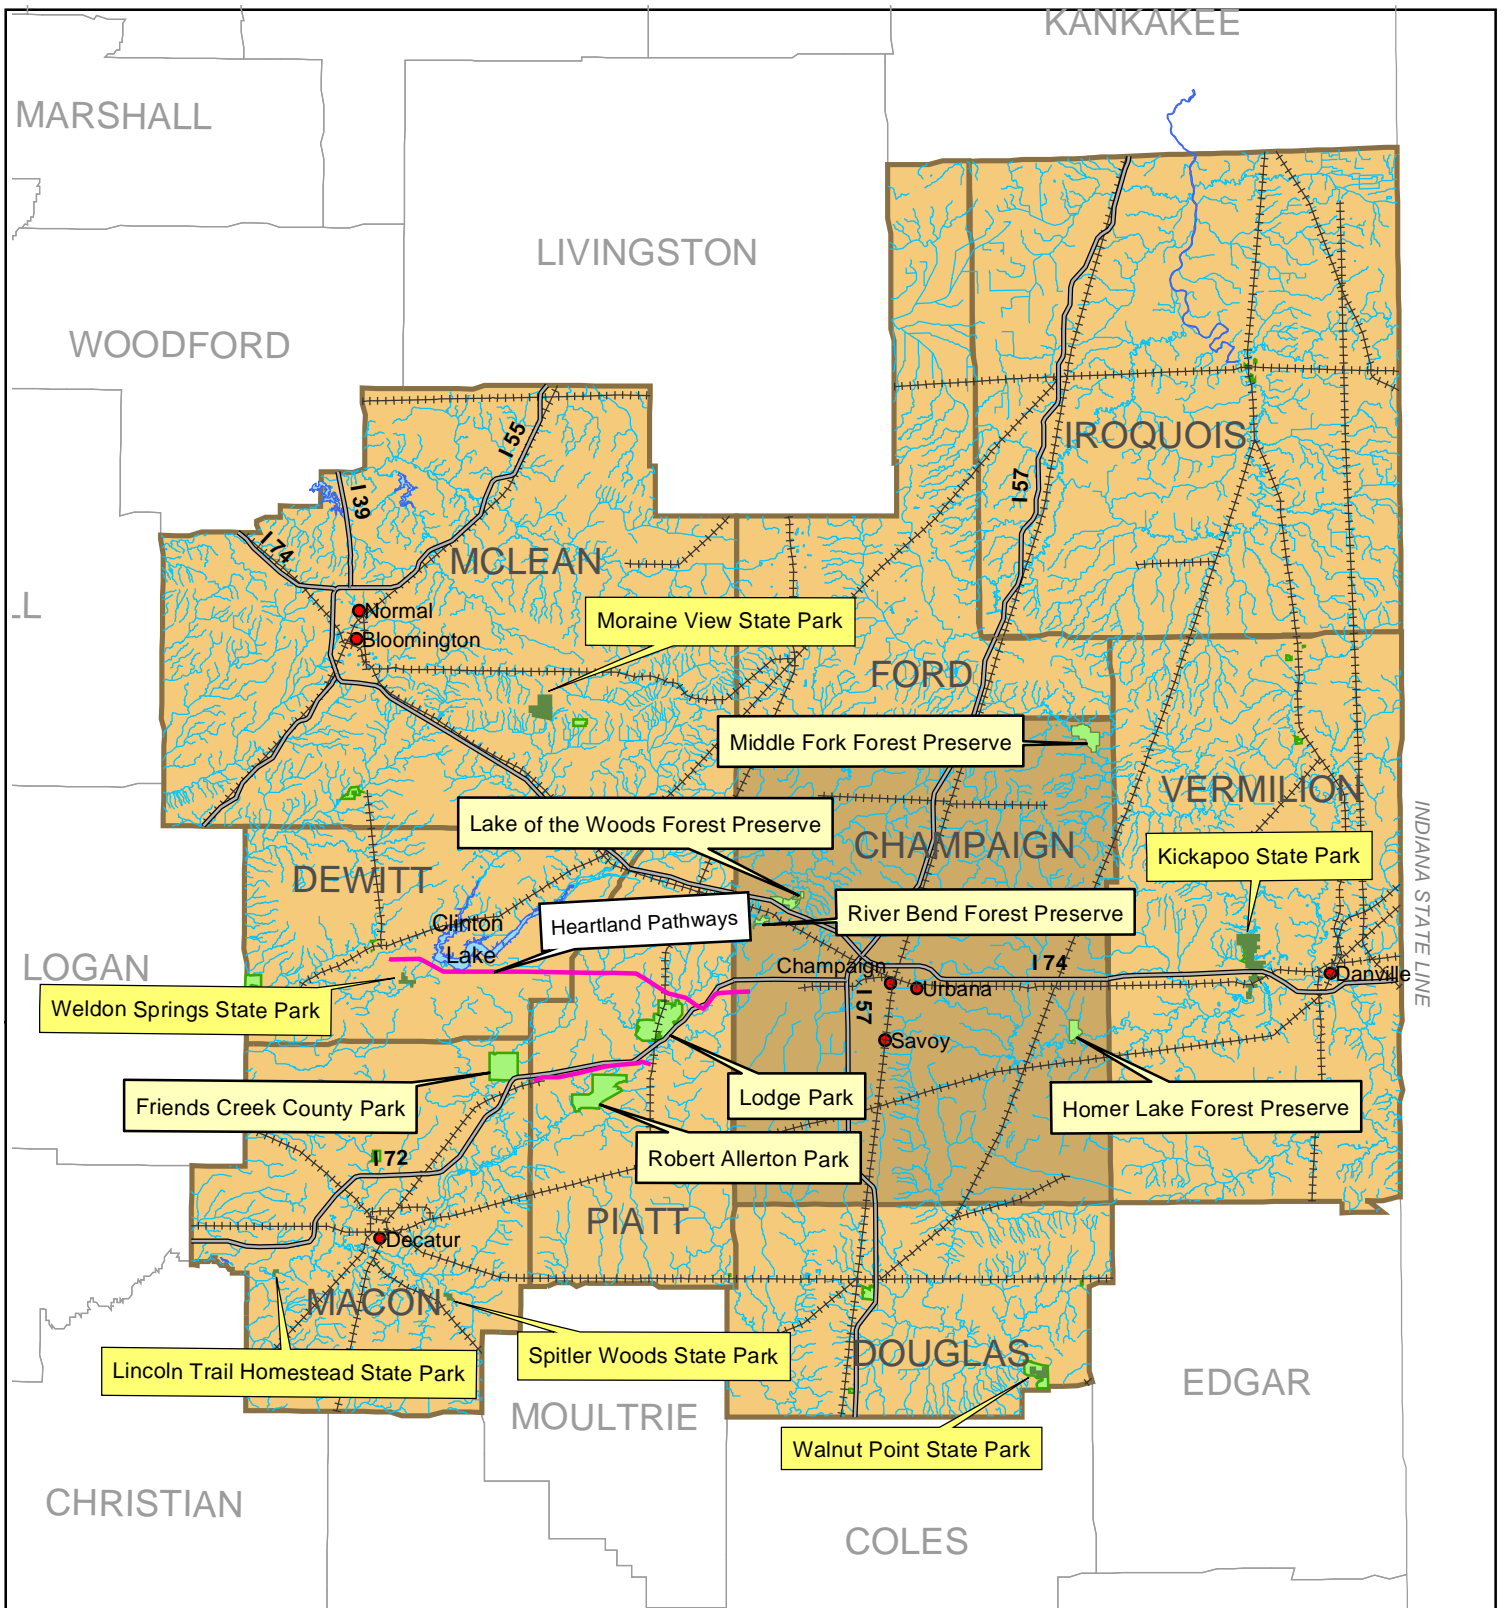 KANKAKEE
MARSHALL
LIVINGSTON
WOODFORD
IROQUOIS
I 55
I 57
I 39
I 74
MCLEAN
Normal
Bloomington
Moraine View State Park
FORD
Middle Fork Forest Preserve
VERMILION
Lake of the Woods Forest Preserve
CHAMPAIGN
Kickapoo State Park
INDIANA STATE LINE
DEWITT
Clinton
Lake
Heartland Pathways
River Bend Forest Preserve
LOGAN
Champaign
I 74
Danville
Urbana
I 57
Weldon Springs State Park
Savoy
Lodge Park
Friends Creek County Park
Homer Lake Forest Preserve
I 72
Robert Allerton Park
PIATT
Decatur
MACON
Lincoln Trail Homestead State Park
Spitler Woods State Park
DOUGLAS
EDGAR
MOULTRIE
Walnut Point State Park
CHRISTIAN
COLES